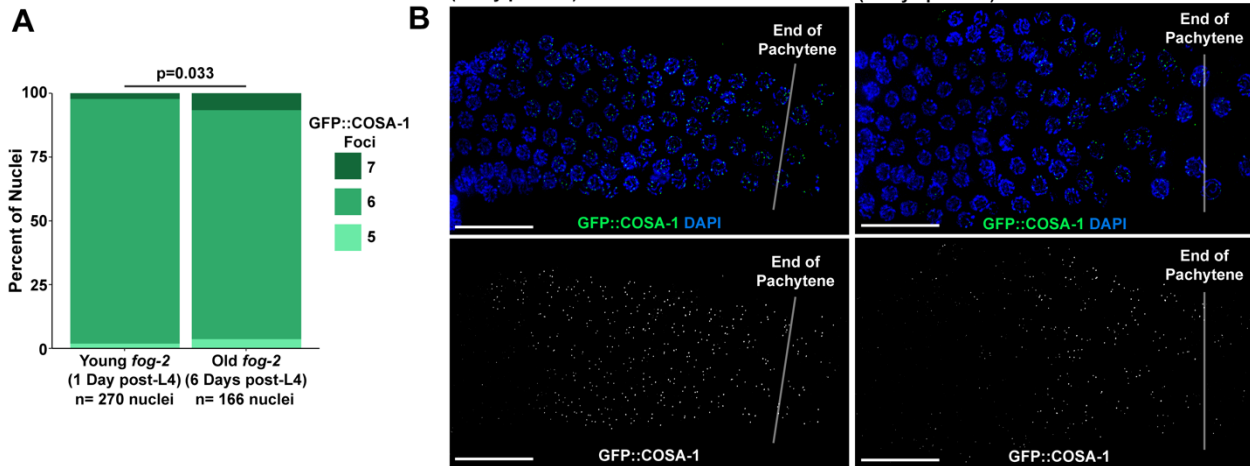 A
p=0.033
100
75
50
25
0
Percent of Nuclei
GFP::COSA-1
Foci
7
6
5
Young fog-2
(1 Day post-L4)
n= 270 nuclei
Old fog-2
(6 Days post-L4)
n= 166 nuclei
B
End of
Pachytene
GFP::COSA-1 DAPI
End of
Pachytene
GFP::COSA-1 DAPI
End of
Pachytene
GFP::COSA-1
End of
Pachytene
GFP::COSA-1